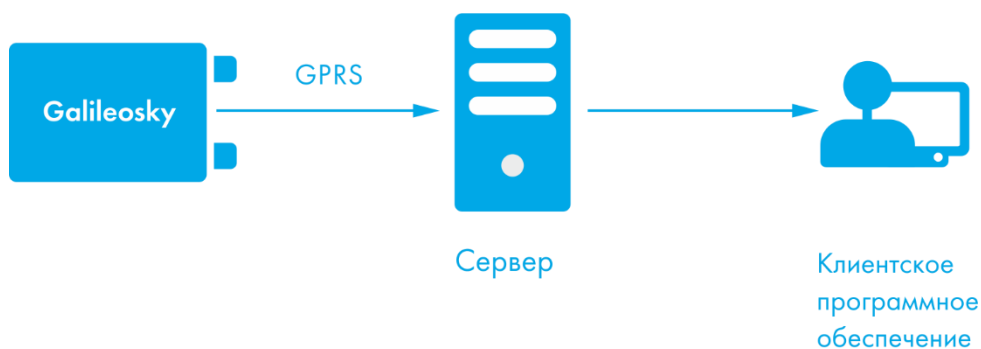 Galileosky
GPRS
Сервер
Клиентское
программное
обеспечение